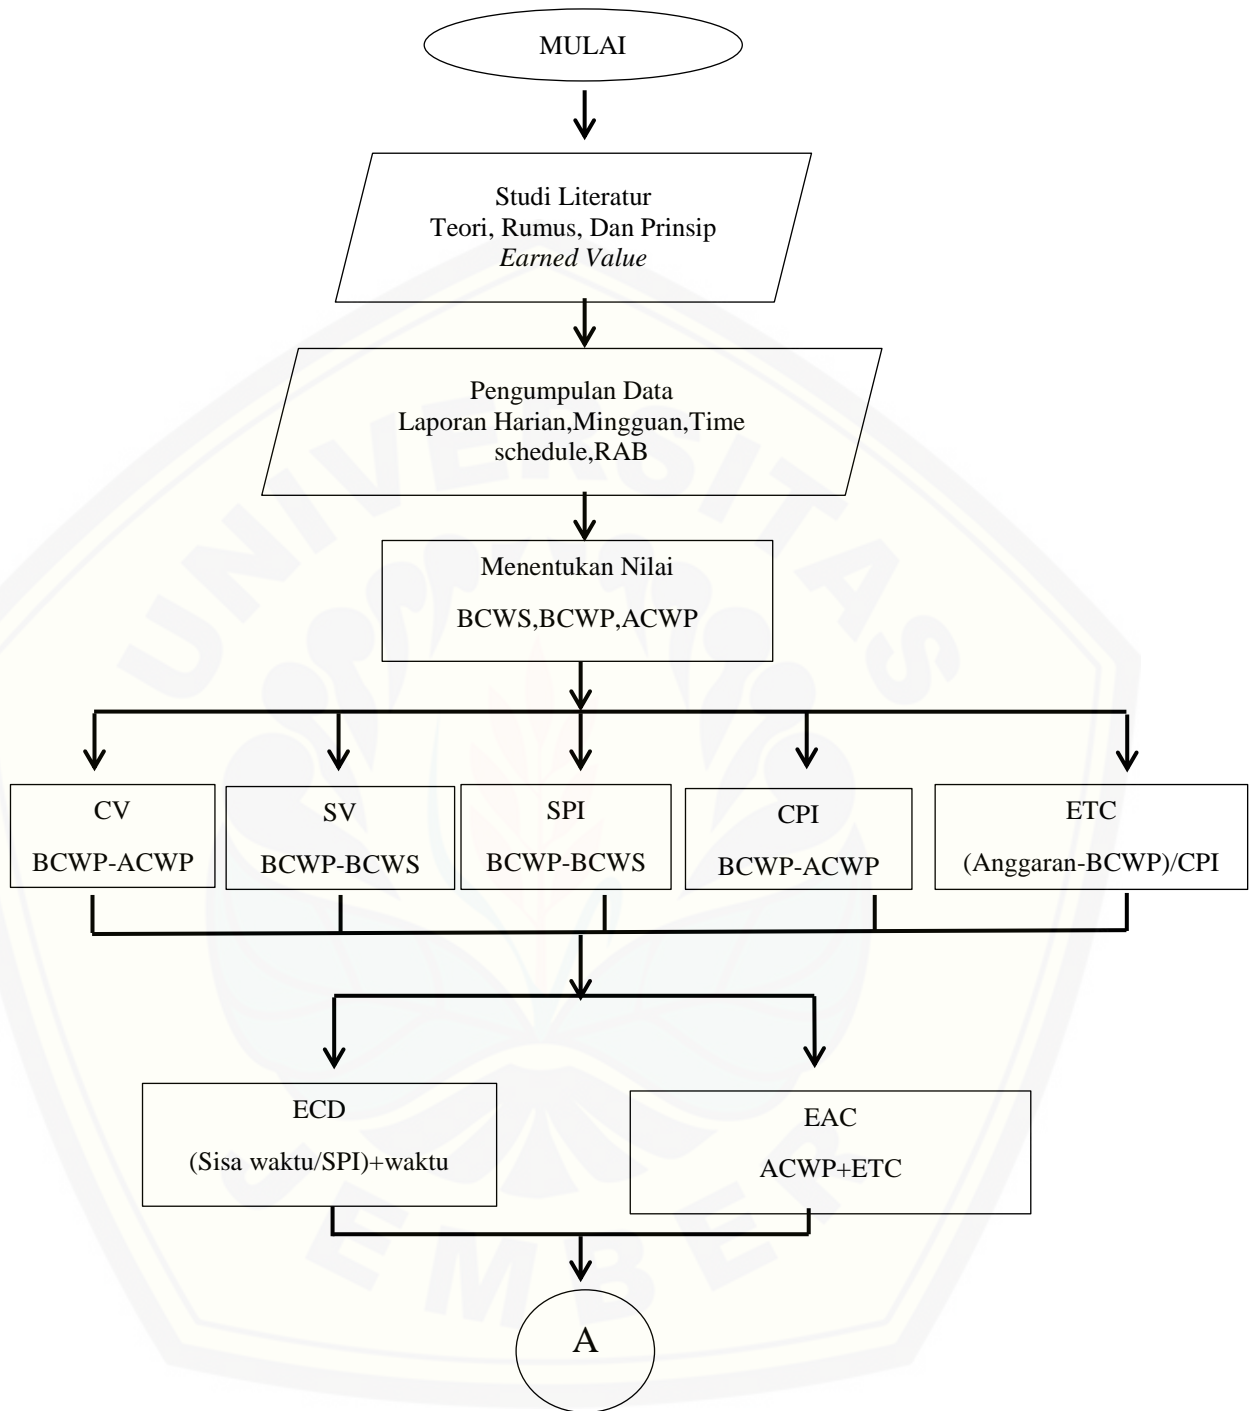 MULAI
Studi Literatur
Teori, Rumus, Dan Prinsip
Earned Value
Pengumpulan Data
Laporan Harian,Mingguan,Time
schedule,RAB
Menentukan Nilai
BCWS,BCWP,ACWP
CV
BCWP-ACWP
SV
BCWP-BCWS
SPI
BCWP-BCWS
CPI
BCWP-ACWP
ETC
(Anggaran-BCWP)/CPI
ECD
(Sisa waktu/SPI)+waktu
EAC
ACWP+ETC
A
UNIVERSITAS
JEMBER